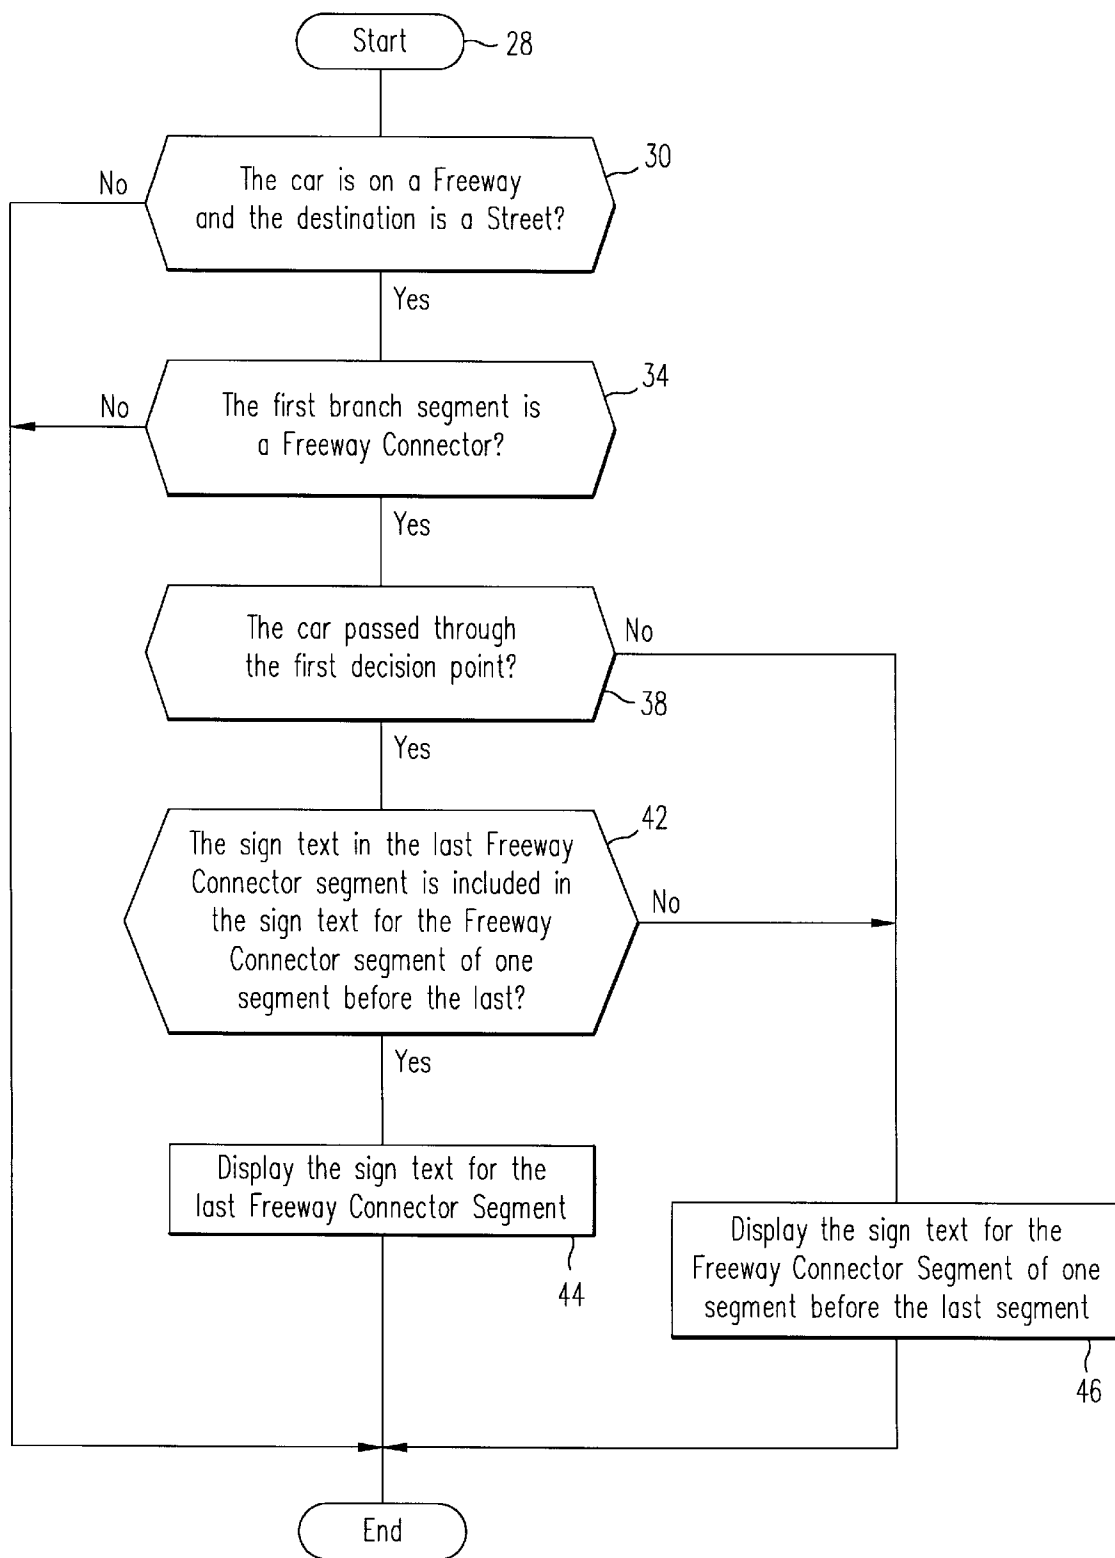 Start
28
30
No
The car is on a Freeway
and the destination is a Street?
Yes
34
No
The first branch segment is
a Freeway Connector?
Yes
The car passed through
the first decision point?
No
38
Yes
42
The sign text in the last Freeway
Connector segment is included in
the sign text for the Freeway
Connector segment of one
segment before the last?
No
Yes
Display the sign text for the
last Freeway Connector Segment
44
Display the sign text for the
Freeway Connector Segment of one
segment before the last segment
46
End